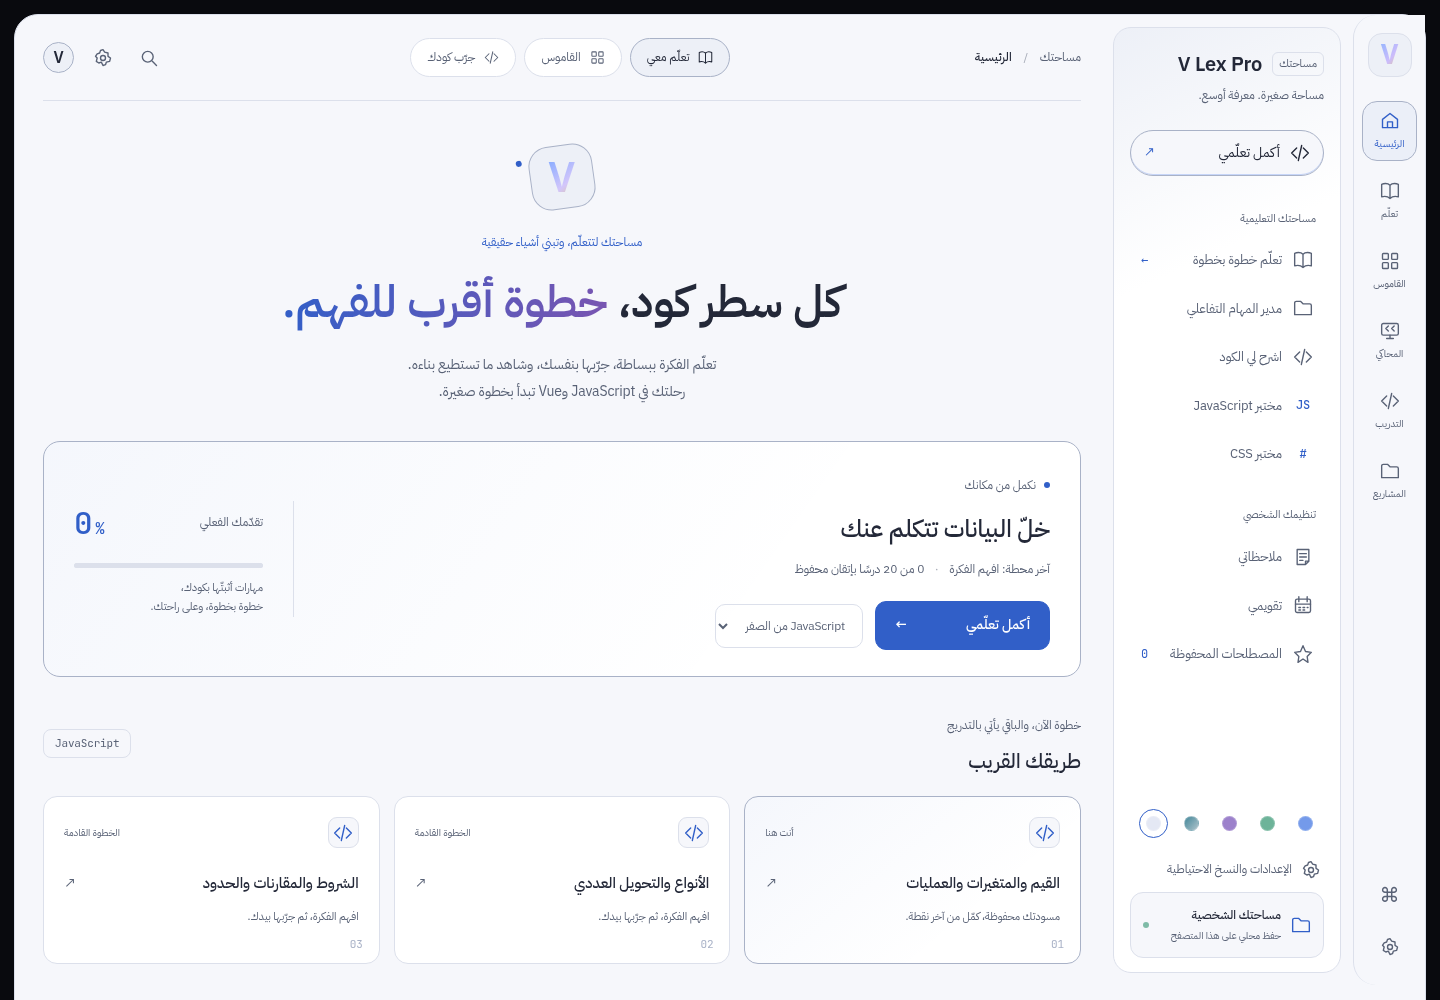 V
الرئيسية
تعلّم
القاموس
المحاكي
التدريب
المشاريع
V Lex Pro
مساحتك
مساحة صغيرة. معرفة أوسع.
أكمل تعلّمي ↗
مساحتك التعليمية
تعلّم خطوة بخطوة ←
مدير المهام التفاعلي
اشرح لي الكود
JS مختبر JavaScript
# مختبر CSS
تنظيمك الشخصي
ملاحظاتي
تقويمي
المصطلحات المحفوظة 0
الإعدادات والنسخ الاحتياطية
مساحتك الشخصية
حفظ محلي على هذا المتصفح
مساحتك / الرئيسية
تعلّم معي
القاموس
جرّب كودك
V
V
مساحتك لتتعلّم، وتبني أشياء حقيقية
كل سطر كود، خطوة أقرب للفهم.
تعلّم الفكرة ببساطة، جرّبها بنفسك، وشاهد ما تستطيع بناءه.
رحلتك في JavaScript وVue تبدأ بخطوة صغيرة.
نكمل من مكانك
خلّ البيانات تتكلم عنك
آخر محطة: افهم الفكرة · 0 من 20 درسًا بإتقان محفوظ
أكمل تعلّمي ←
JavaScript من الصفر
تقدّمك الفعلي
0%
مهارات أثبتّها بكودك،
خطوة بخطوة، وعلى راحتك.
خطوة الآن، والباقي يأتي بالتدريج
طريقك القريب
JavaScript
أنت هنا
القيم والمتغيرات والعمليات ↗
مسودتك محفوظة، كمّل من آخر نقطة.
01
الخطوة القادمة
الأنواع والتحويل العددي ↗
افهم الفكرة، ثم جرّبها بيدك.
02
الخطوة القادمة
الشروط والمقارنات والحدود ↗
افهم الفكرة، ثم جرّبها بيدك.
03